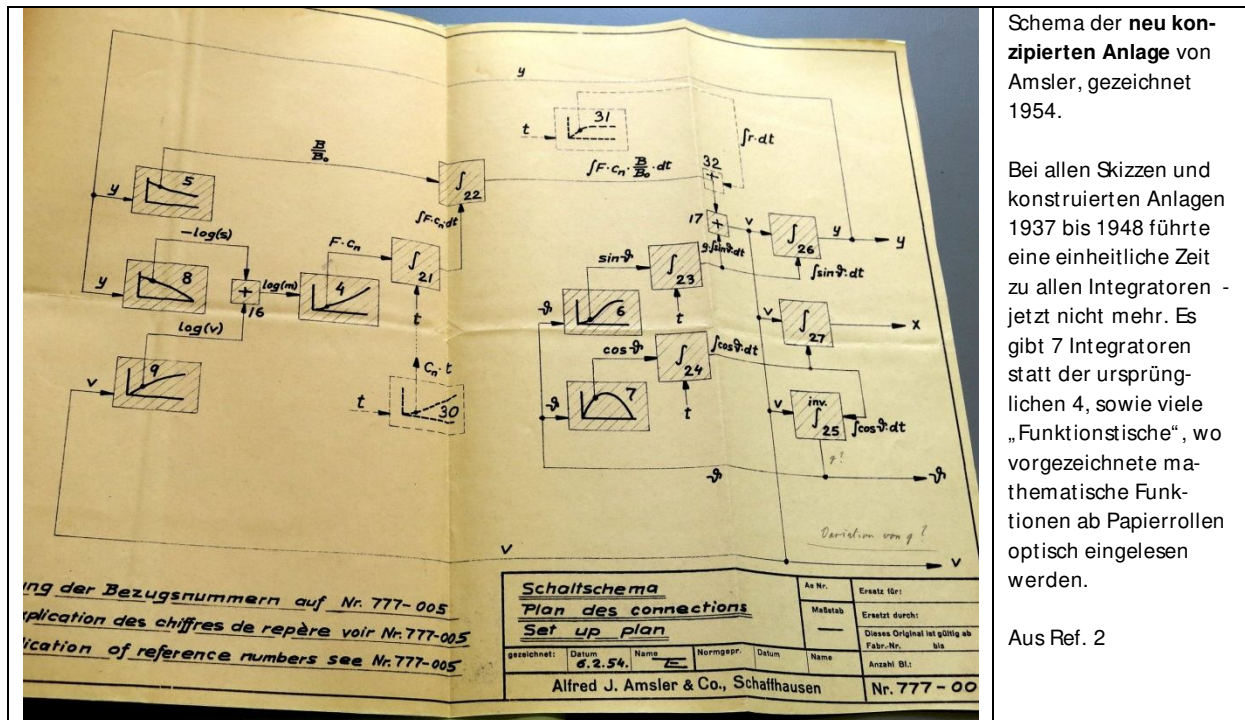 y
31
t
∫r·dt
B/B₀
∫F·cₙ·B/B₀·dt
32
+
5
y
∫ 22
∫F·cₙ·dt
17
+
v
∫ 26
y
y
-log(s)
F·cₙ
∫ 21
sin ϑ
∫ 23
g·∫sinϑ·dt
∫sinϑ·dt
8
y
+
16
log(m)
4
log(v)
t
-ϑ
6
t
v
∫ 27
x
cos ϑ
∫ 24
∫cosϑ·dt
9
v
Cₙ·t
t
30
-ϑ
7
t
v
inv.
∫ 25
∫cosϑ·dt
g?
-ϑ
-ϑ
Variation von g?
v
v
ung der Bezugsnummern auf Nr. 777-005
plication des chiffres de repère voir Nr. 777-005
ication of reference numbers see Nr. 777-005
Schaltschema
Plan des connections
Set up plan
As Nr.
Maßstab
—
Ersatz für:
Ersetzt durch:
Dieses Original ist gültig ab
Fabr.-Nr. bis
Anzahl Bl.:
gezeichnet: Datum 6.2.54. Name Normgepr. Datum Name
Alfred J. Amsler & Co., Schaffhausen
Nr. 777-00
Schema der neu kon-
zipierten Anlage von
Amsler, gezeichnet
1954.
Bei allen Skizzen und
konstruierten Anlagen
1937 bis 1948 führte
eine einheitliche Zeit
zu allen Integratoren -
jetzt nicht mehr. Es
gibt 7 Integratoren
statt der ursprüng-
lichen 4, sowie viele
„Funktionstische“, wo
vorgezeichnete ma-
thematische Funk-
tionen ab Papierrollen
optisch eingelesen
werden.
Aus Ref. 2